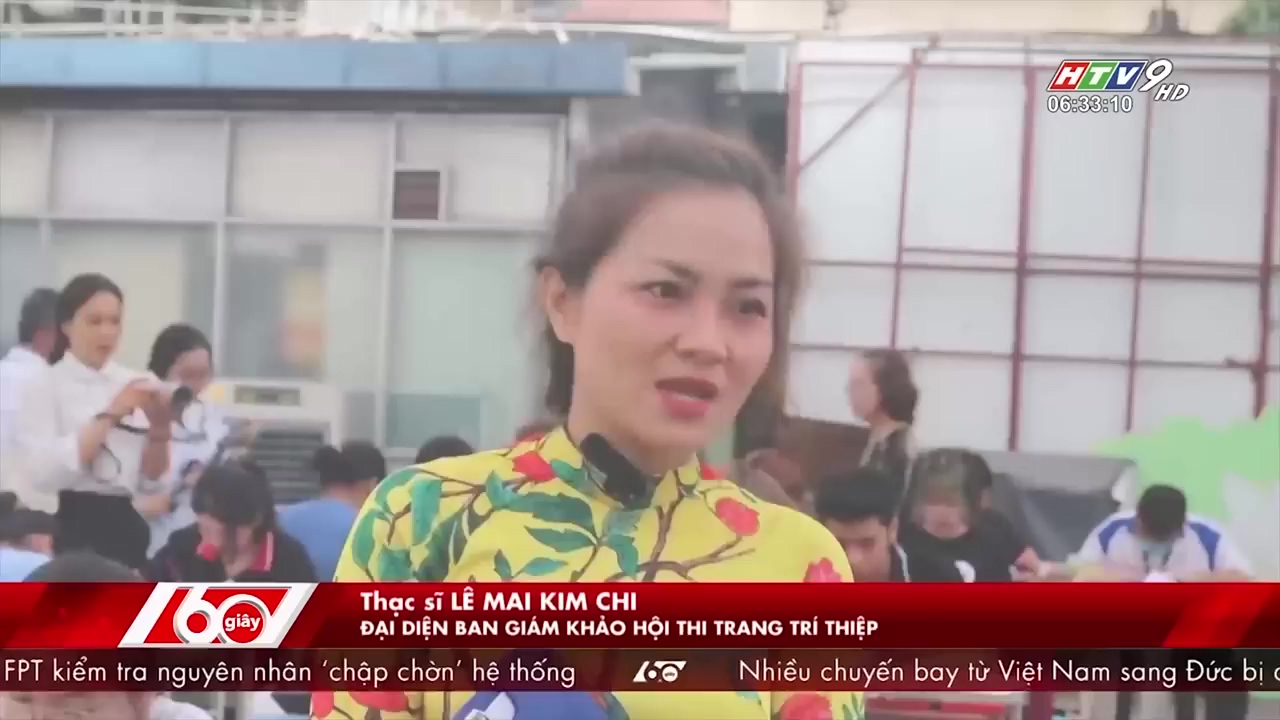 HTV9
HD
06:33:10
60 giây
Thạc sĩ LÊ MAI KIM CHI
ĐẠI DIỆN BAN GIÁM KHẢO HỘI THI TRANG TRÍ THIỆP
FPT kiểm tra nguyên nhân ‘chập chờn’ hệ thống 60 Nhiều chuyến bay từ Việt Nam sang Đức bị